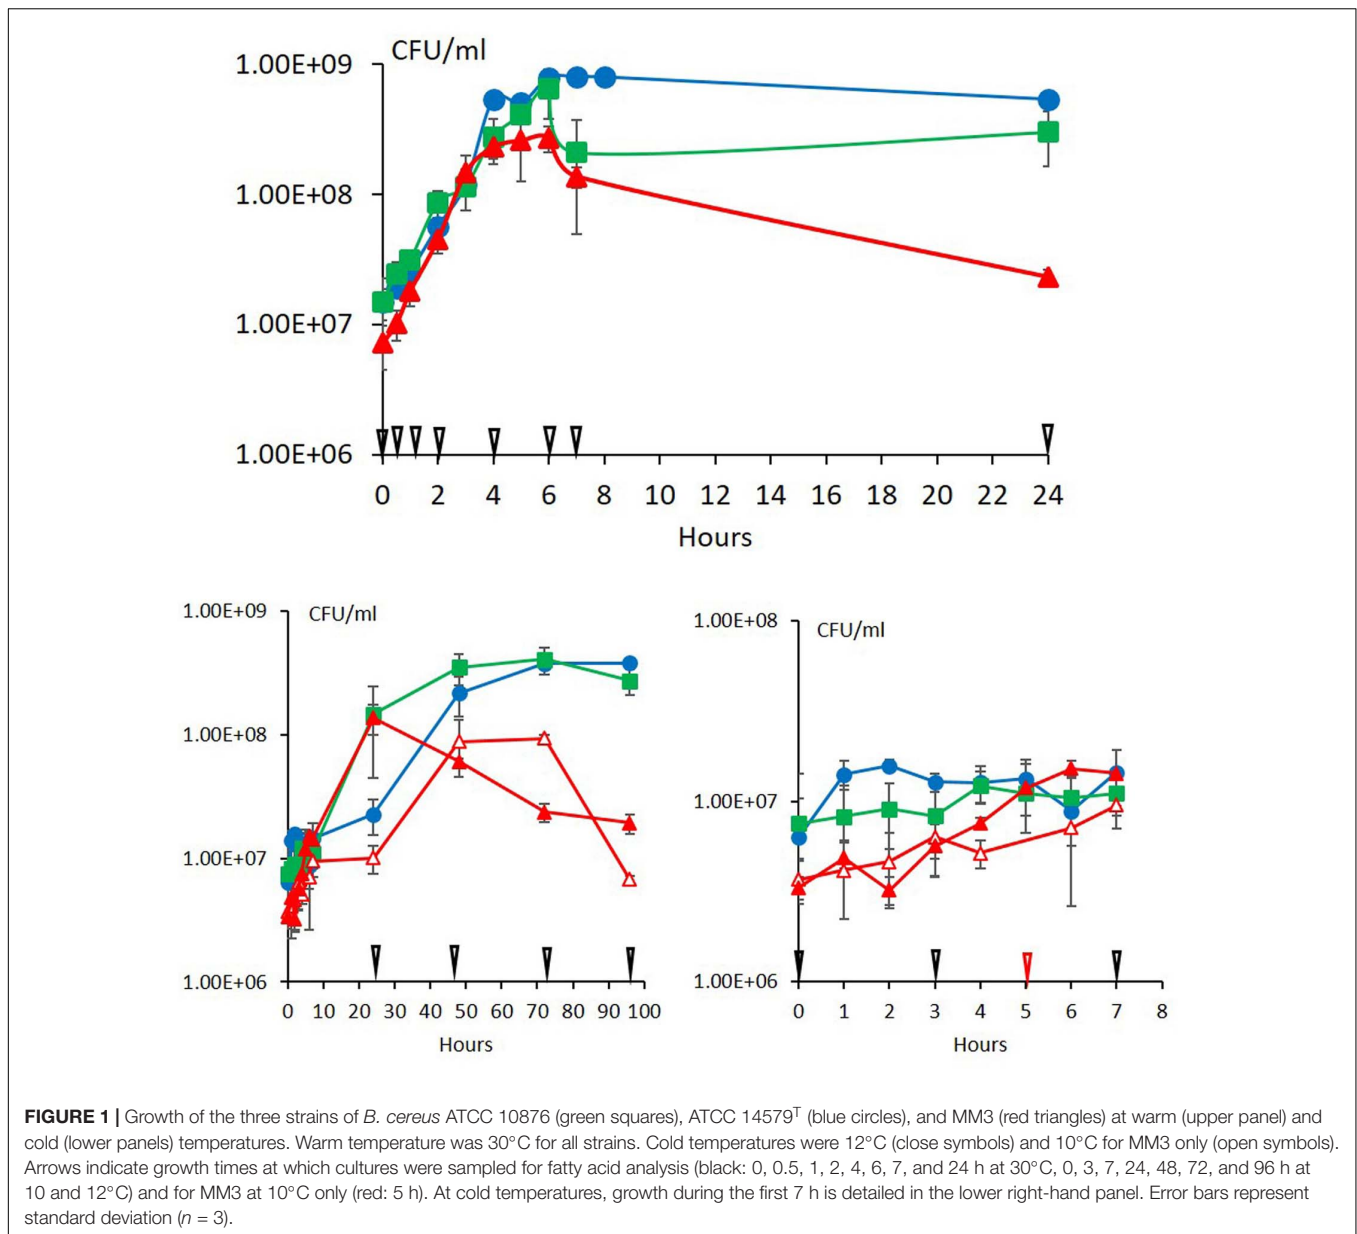 CFU/ml
1.00E+09
1.00E+08
1.00E+07
1.00E+06
0 2 4 6 8 10 12 14 16 18 20 22 24
Hours
1.00E+09
CFU/ml
1.00E+08
1.00E+07
1.00E+06
0 10 20 30 40 50 60 70 80 90 100
Hours
1.00E+08
CFU/ml
1.00E+07
1.00E+06
0 1 2 3 4 5 6 7 8
Hours
FIGURE 1 | Growth of the three strains of B. cereus ATCC 10876 (green squares), ATCC 14579ᵀ (blue circles), and MM3 (red triangles) at warm (upper panel) and
cold (lower panels) temperatures. Warm temperature was 30°C for all strains. Cold temperatures were 12°C (close symbols) and 10°C for MM3 only (open symbols).
Arrows indicate growth times at which cultures were sampled for fatty acid analysis (black: 0, 0.5, 1, 2, 4, 6, 7, and 24 h at 30°C, 0, 3, 7, 24, 48, 72, and 96 h at
10 and 12°C) and for MM3 at 10°C only (red: 5 h). At cold temperatures, growth during the first 7 h is detailed in the lower right-hand panel. Error bars represent
standard deviation (n = 3).